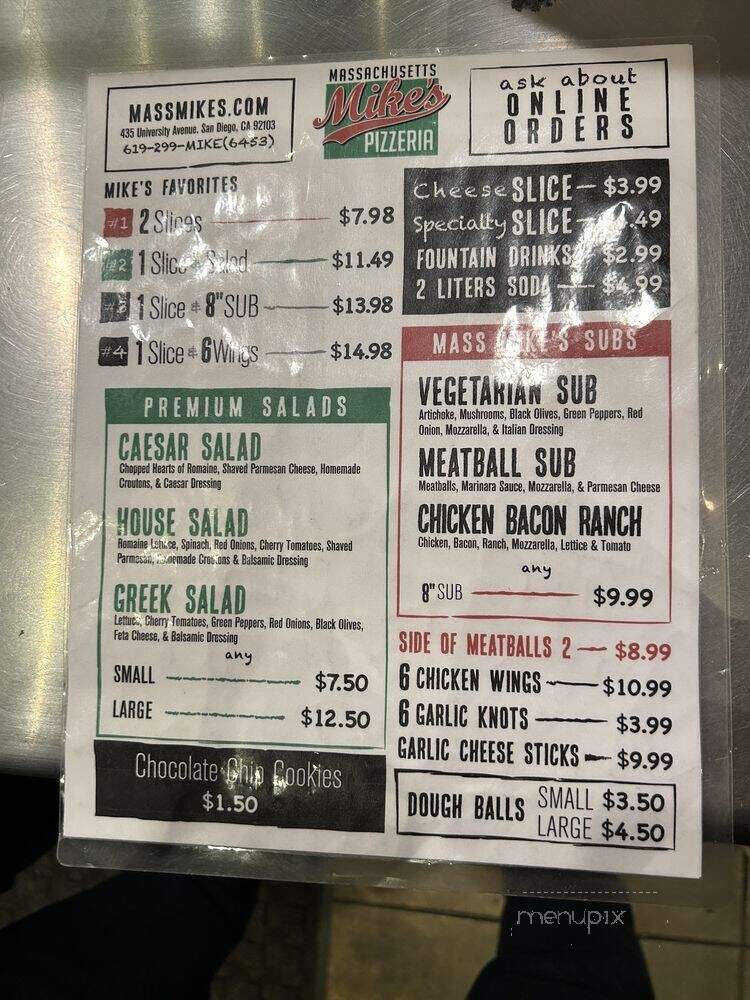 MASSMIKES.COM
435 University Avenue. San Diego, CA 92103
619-299-MIKE(6453)
MASSACHUSETTS
Mike's
PIZZERIA
ask about
ONLINE
ORDERS
MIKE'S FAVORITES
#1 2 Slices $7.98
#2 1 Slice & Salad $11.49
#3 1 Slice & 8" SUB $13.98
#4 1 Slice & 6 Wings $14.98
Cheese SLICE $3.99
Specialty SLICE .49
FOUNTAIN DRINKS $2.99
2 LITERS SODA $4.99
PREMIUM SALADS
CAESAR SALAD
Chopped Hearts of Romaine, Shaved Parmesan Cheese, Homemade
Croutons, & Caesar Dressing
HOUSE SALAD
Romaine Lettuce, Spinach, Red Onions, Cherry Tomatoes, Shaved
Parmesan, Homemade Croutons & Balsamic Dressing
GREEK SALAD
Lettuce, Cherry Tomatoes, Green Peppers, Red Onions, Black Olives,
Feta Cheese, & Balsamic Dressing
any
SMALL $7.50
LARGE $12.50
Chocolate Chip Cookies
$1.50
MASS MIKE'S SUBS
VEGETARIAN SUB
Artichoke, Mushrooms, Black Olives, Green Peppers, Red
Onion, Mozzarella, & Italian Dressing
MEATBALL SUB
Meatballs, Marinara Sauce, Mozzarella, & Parmesan Cheese
CHICKEN BACON RANCH
Chicken, Bacon, Ranch, Mozzarella, Lettice & Tomato
any
8" SUB $9.99
SIDE OF MEATBALLS 2 $8.99
6 CHICKEN WINGS $10.99
6 GARLIC KNOTS $3.99
GARLIC CHEESE STICKS $9.99
DOUGH BALLS SMALL $3.50
LARGE $4.50
menupix